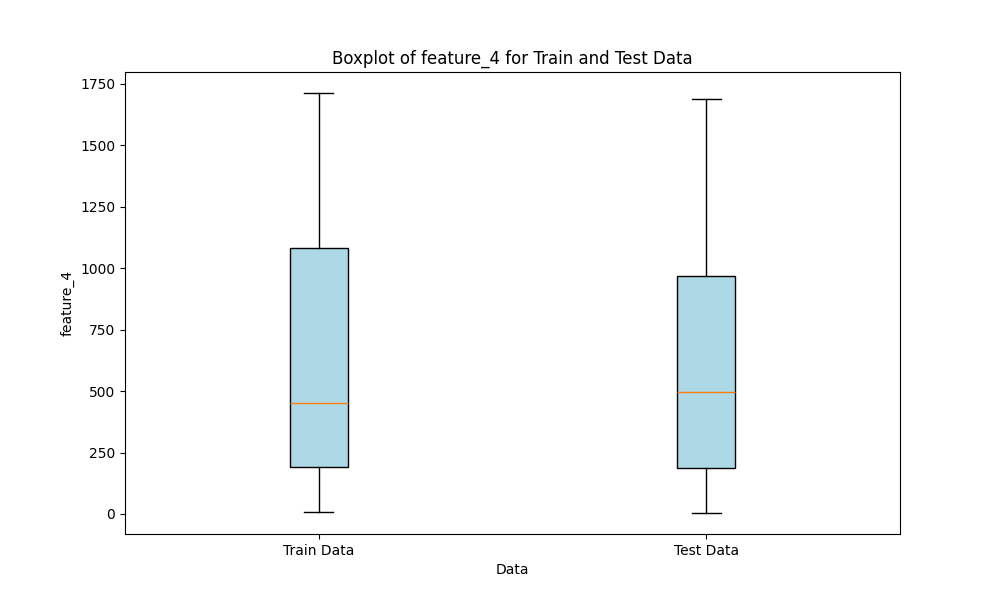 Boxplot of feature_4 for Train and Test Data
1750
1500
1250
1000
750
500
250
0
feature_4
Train Data
Test Data
Data